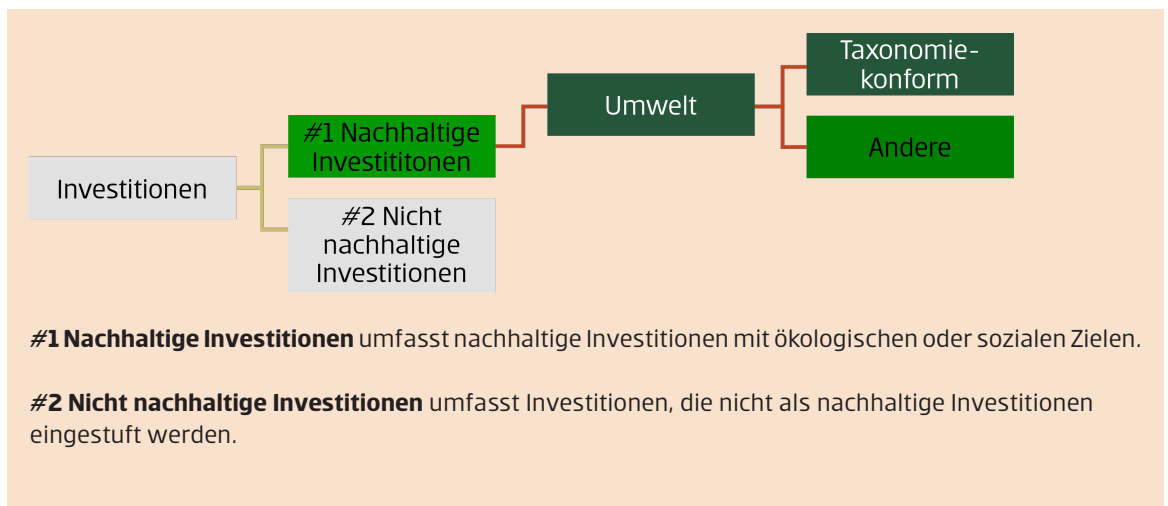 Taxonomie-
konform
Umwelt
Andere
#1 Nachhaltige
Investititonen
Investitionen
#2 Nicht
nachhaltige
Investitionen
#1 Nachhaltige Investitionen umfasst nachhaltige Investitionen mit ökologischen oder sozialen Zielen.
#2 Nicht nachhaltige Investitionen umfasst Investitionen, die nicht als nachhaltige Investitionen
eingestuft werden.